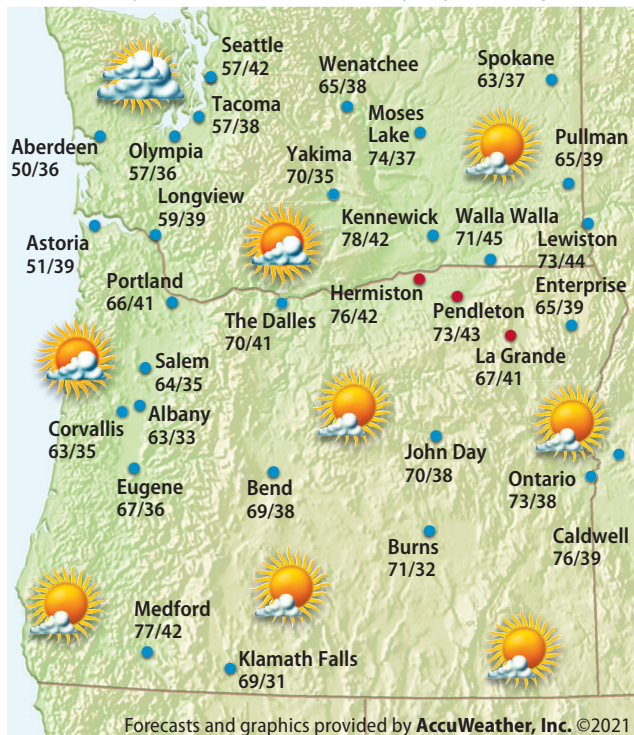 Seattle
57/42
Wenatchee
65/38
Spokane
63/37
Tacoma
57/38
Moses
Lake
74/37
Aberdeen
50/36
Olympia
57/36
Yakima
70/35
Pullman
65/39
Longview
59/39
Kennewick
78/42
Walla Walla
71/45
Lewiston
73/44
Astoria
51/39
Portland
66/41
The Dalles
70/41
Hermiston
76/42
Pendleton
73/43
Enterprise
65/39
La Grande
67/41
Salem
64/35
Albany
63/33
Corvallis
63/35
Eugene
67/36
Bend
69/38
John Day
70/38
Ontario
73/38
Caldwell
76/39
Burns
71/32
Medford
77/42
Klamath Falls
69/31
Forecasts and graphics provided by AccuWeather, Inc. ©2021